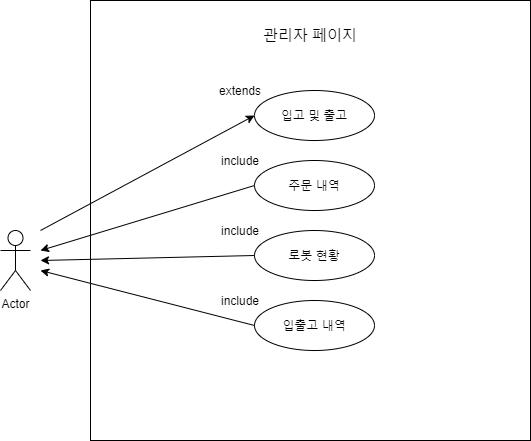 관리자 페이지
extends
입고 및 출고
include
주문 내역
include
로봇 현황
include
입출고 내역
Actor